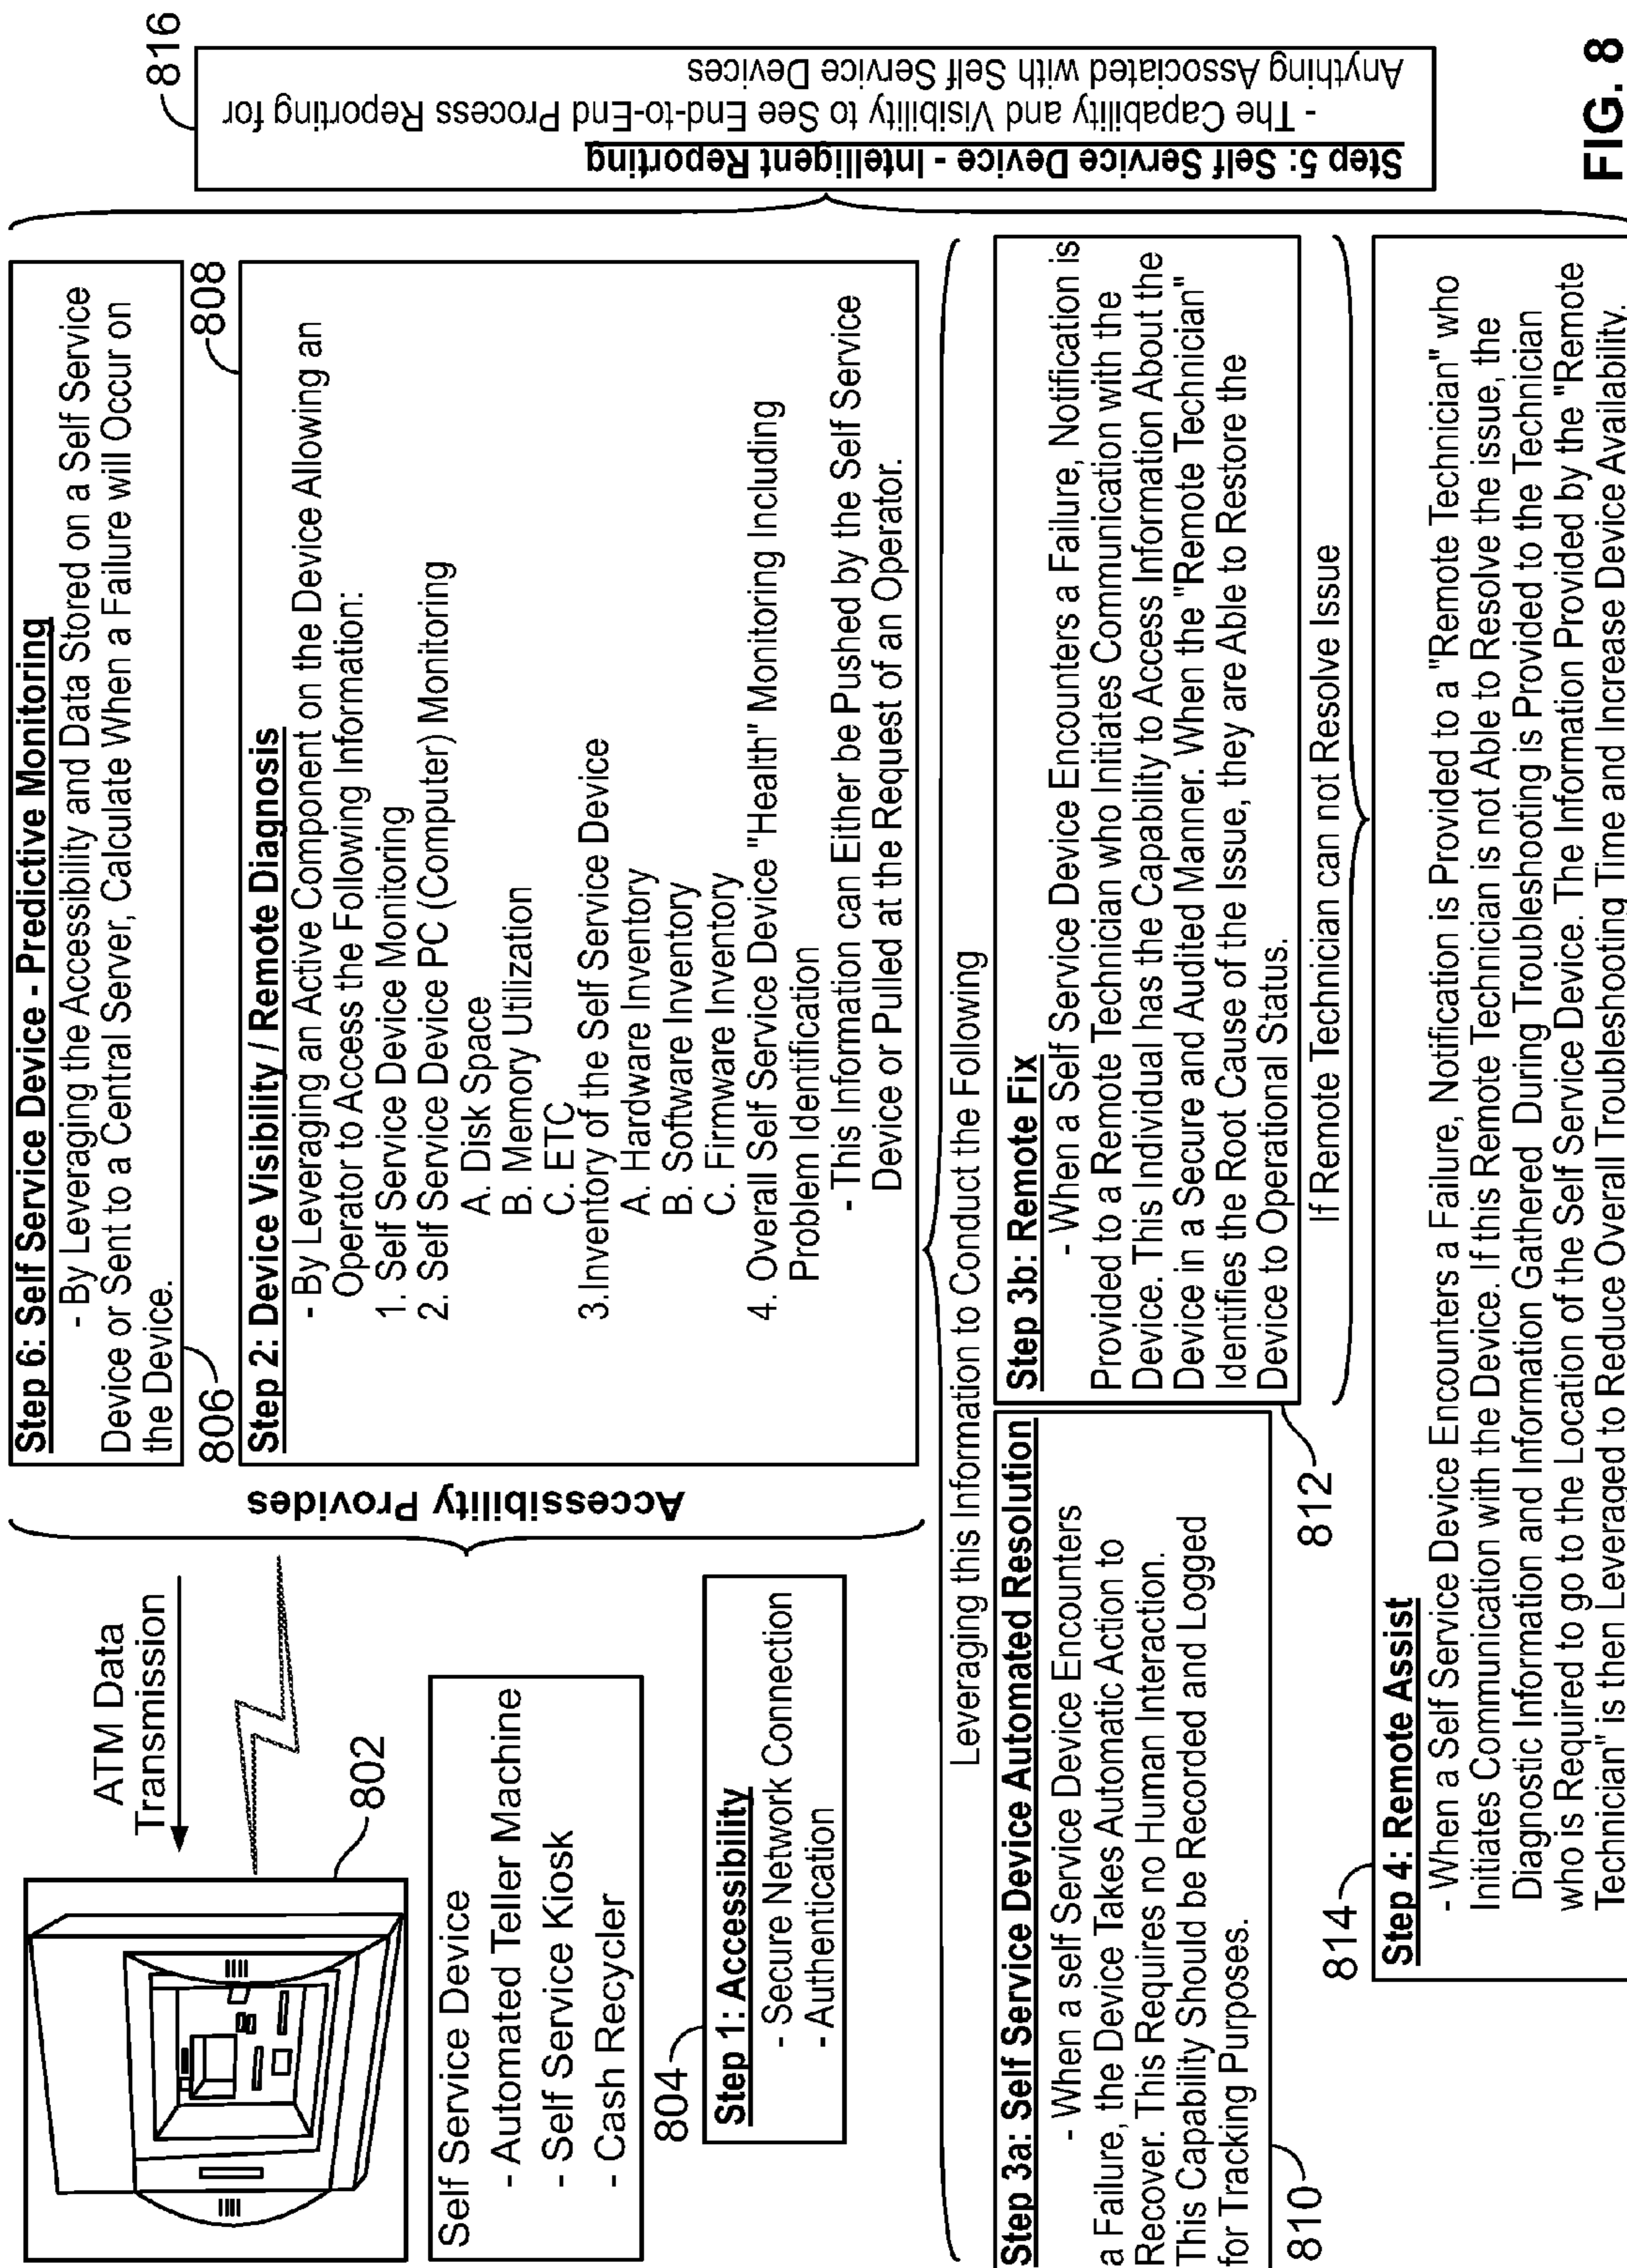 ATM Data
Transmission
802
Self Service Device
- Automated Teller Machine
- Self Service Kiosk
- Cash Recycler
804
Step 1: Accessibility
- Secure Network Connection
- Authentication
Accessibility Provides
Step 6: Self Service Device - Predictive Monitoring
- By Leveraging the Accessibility and Data Stored on a Self Service
Device or Sent to a Central Server, Calculate When a Failure will Occur on
the Device.
806
808
Step 2: Device Visibility / Remote Diagnosis
- By Leveraging an Active Component on the Device Allowing an
Operator to Access the Following Information:
1. Self Service Device Monitoring
2. Self Service Device PC (Computer) Monitoring
A. Disk Space
B. Memory Utilization
C. ETC
3.Inventory of the Self Service Device
A. Hardware Inventory
B. Software Inventory
C. Firmware Inventory
4. Overall Self Service Device "Health" Monitoring Including
Problem Identification
- This Information can Either be Pushed by the Self Service
Device or Pulled at the Request of an Operator.
Leveraging this Information to Conduct the Following
Step 3a: Self Service Device Automated Resolution
- When a self Service Device Encounters
a Failure, the Device Takes Automatic Action to
Recover. This Requires no Human Interaction.
This Capability Should be Recorded and Logged
for Tracking Purposes.
810
Step 3b: Remote Fix
- When a Self Service Device Encounters a Failure, Notification is
Provided to a Remote Technician who Initiates Communication with the
Device. This Individual has the Capability to Access Information About the
Device in a Secure and Audited Manner. When the "Remote Technician"
Identifies the Root Cause of the Issue, they are Able to Restore the
Device to Operational Status.
812
If Remote Technician can not Resolve Issue
814
Step 4: Remote Assist
- When a Self Service Device Encounters a Failure, Notification is Provided to a "Remote Technician" who
Initiates Communication with the Device. If this Remote Technician is not Able to Resolve the issue, the
Diagnostic Information and Information Gathered During Troubleshooting is Provided to the Technician
who is Required to go to the Location of the Self Service Device. The Information Provided by the "Remote
Technician" is then Leveraged to Reduce Overall Troubleshooting Time and Increase Device Availability.
816
Step 5: Self Service Device - Intelligent Reporting
- The Capability and Visibility to See End-to-End Process Reporting for
Anything Associated with Self Service Devices
FIG. 8